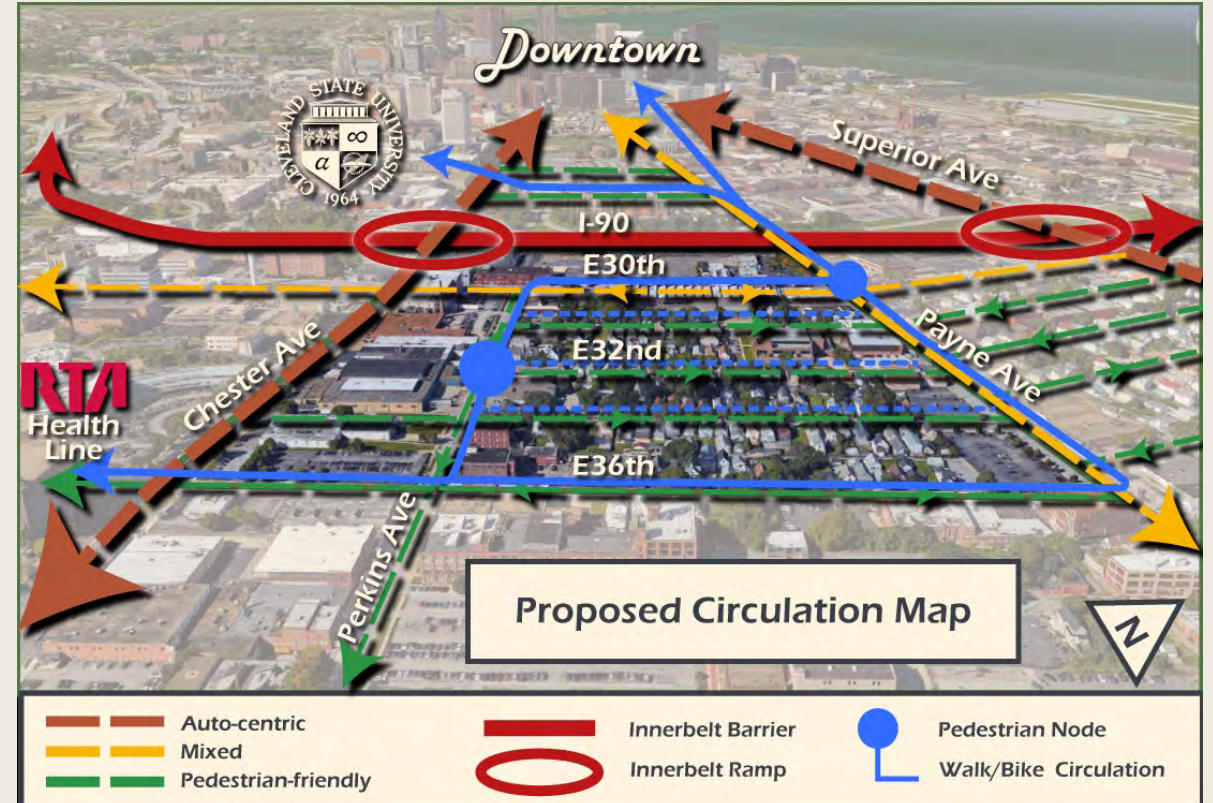 Downtown
CLEVELAND STATE UNIVERSITY
α ∞
1964
Superior Ave
I-90
E30th
Payne Ave
E32nd
Chester Ave
RTA
Health
Line
E36th
Perkins Ave
Proposed Circulation Map
N
Auto-centric
Mixed
Pedestrian-friendly
Innerbelt Barrier
Innerbelt Ramp
Pedestrian Node
Walk/Bike Circulation